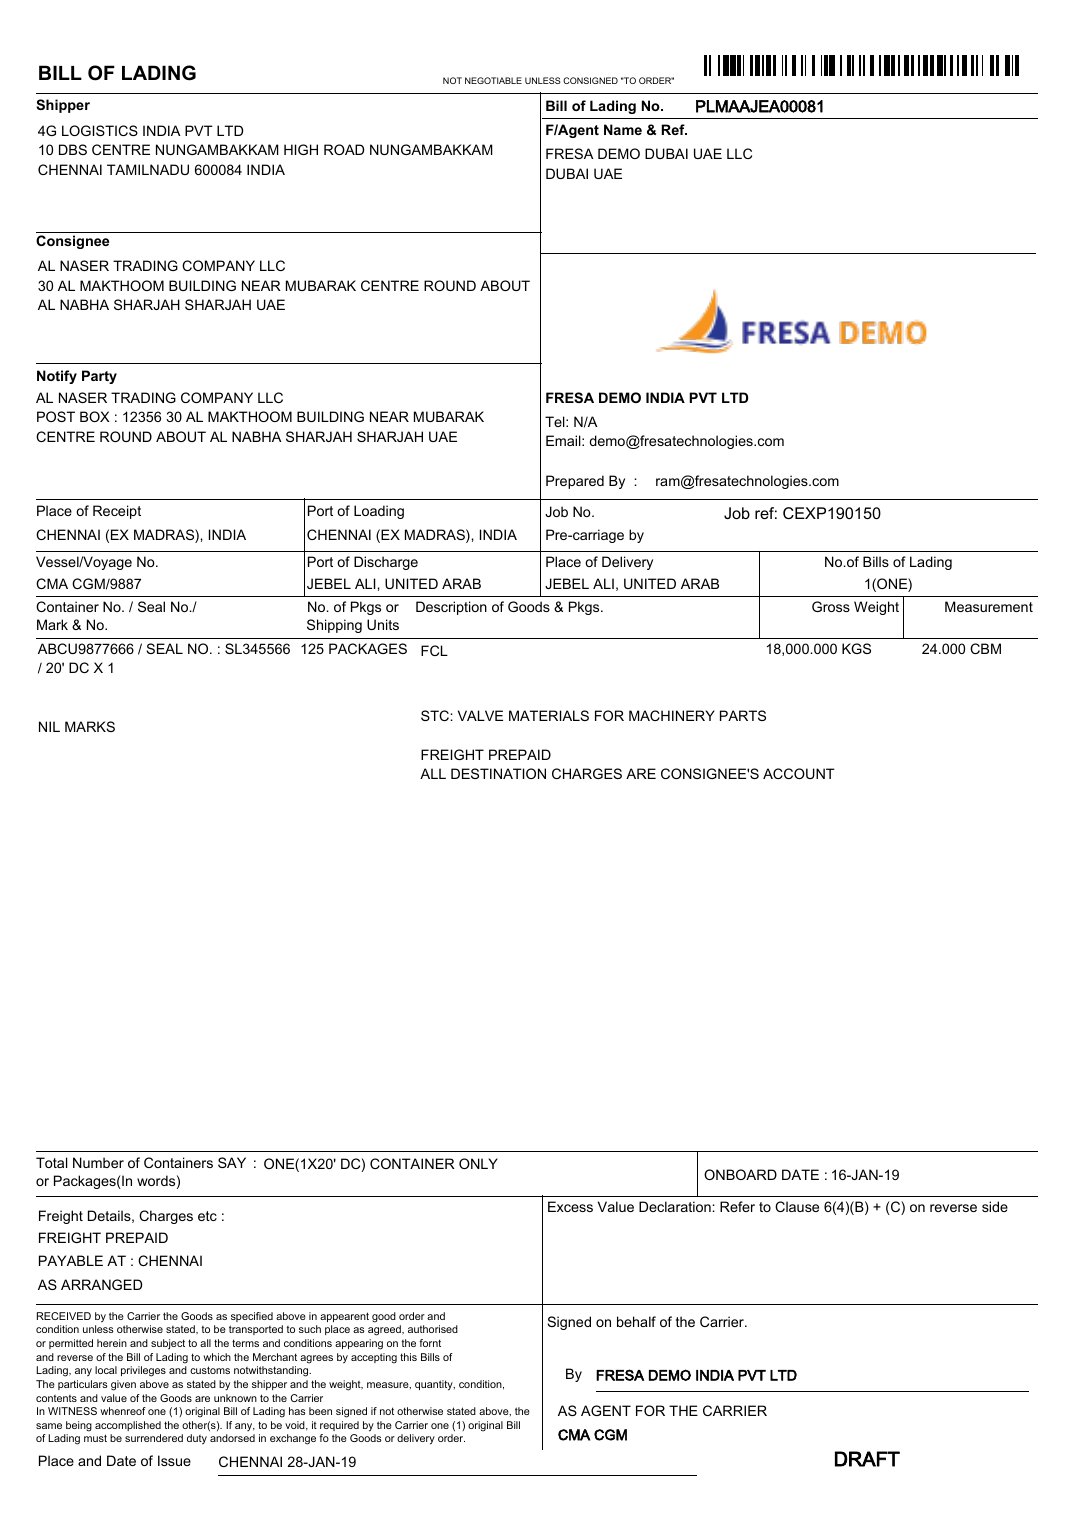 BILL OF LADING
NOT NEGOTIABLE UNLESS CONSIGNED "TO ORDER"
Shipper
4G LOGISTICS INDIA PVT LTD
10 DBS CENTRE NUNGAMBAKKAM HIGH ROAD NUNGAMBAKKAM
CHENNAI TAMILNADU 600084 INDIA
Bill of Lading No. PLMAAJEA00081
F/Agent Name & Ref.
FRESA DEMO DUBAI UAE LLC
DUBAI UAE
Consignee
AL NASER TRADING COMPANY LLC
30 AL MAKTHOOM BUILDING NEAR MUBARAK CENTRE ROUND ABOUT
AL NABHA SHARJAH SHARJAH UAE
FRESA DEMO
Notify Party
AL NASER TRADING COMPANY LLC
POST BOX : 12356 30 AL MAKTHOOM BUILDING NEAR MUBARAK
CENTRE ROUND ABOUT AL NABHA SHARJAH SHARJAH UAE
FRESA DEMO INDIA PVT LTD
Tel: N/A
Email: demo@fresatechnologies.com
Prepared By : ram@fresatechnologies.com
Place of Receipt
CHENNAI (EX MADRAS), INDIA
Port of Loading
CHENNAI (EX MADRAS), INDIA
Job No. Job ref: CEXP190150
Pre-carriage by
Vessel/Voyage No.
CMA CGM/9887
Port of Discharge
JEBEL ALI, UNITED ARAB
Place of Delivery
JEBEL ALI, UNITED ARAB
No.of Bills of Lading
1(ONE)
Container No. / Seal No./
Mark & No.
No. of Pkgs or
Shipping Units
Description of Goods & Pkgs.
Gross Weight
Measurement
ABCU9877666 / SEAL NO. : SL345566 125 PACKAGES FCL 18,000.000 KGS 24.000 CBM
/ 20' DC X 1
NIL MARKS
STC: VALVE MATERIALS FOR MACHINERY PARTS
FREIGHT PREPAID
ALL DESTINATION CHARGES ARE CONSIGNEE'S ACCOUNT
Total Number of Containers SAY : ONE(1X20' DC) CONTAINER ONLY
or Packages(In words)
ONBOARD DATE : 16-JAN-19
Freight Details, Charges etc :
FREIGHT PREPAID
PAYABLE AT : CHENNAI
AS ARRANGED
Excess Value Declaration: Refer to Clause 6(4)(B) + (C) on reverse side
RECEIVED by the Carrier the Goods as specified above in appearent good order and
condition unless otherwise stated, to be transported to such place as agreed, authorised
or permitted herein and subject to all the terms and conditions appearing on the fornt
and reverse of the Bill of Lading to which the Merchant agrees by accepting this Bills of
Lading, any local privileges and customs notwithstanding.
The particulars given above as stated by the shipper and the weight, measure, quantity, condition,
contents and value of the Goods are unknown to the Carrier
In WITNESS whenreof one (1) original Bill of Lading has been signed if not otherwise stated above, the
same being accomplished the other(s). If any, to be void, it required by the Carrier one (1) original Bill
of Lading must be surrendered duty andorsed in exchange fo the Goods or delivery order.
Signed on behalf of the Carrier.
By FRESA DEMO INDIA PVT LTD
AS AGENT FOR THE CARRIER
CMA CGM
DRAFT
Place and Date of Issue CHENNAI 28-JAN-19